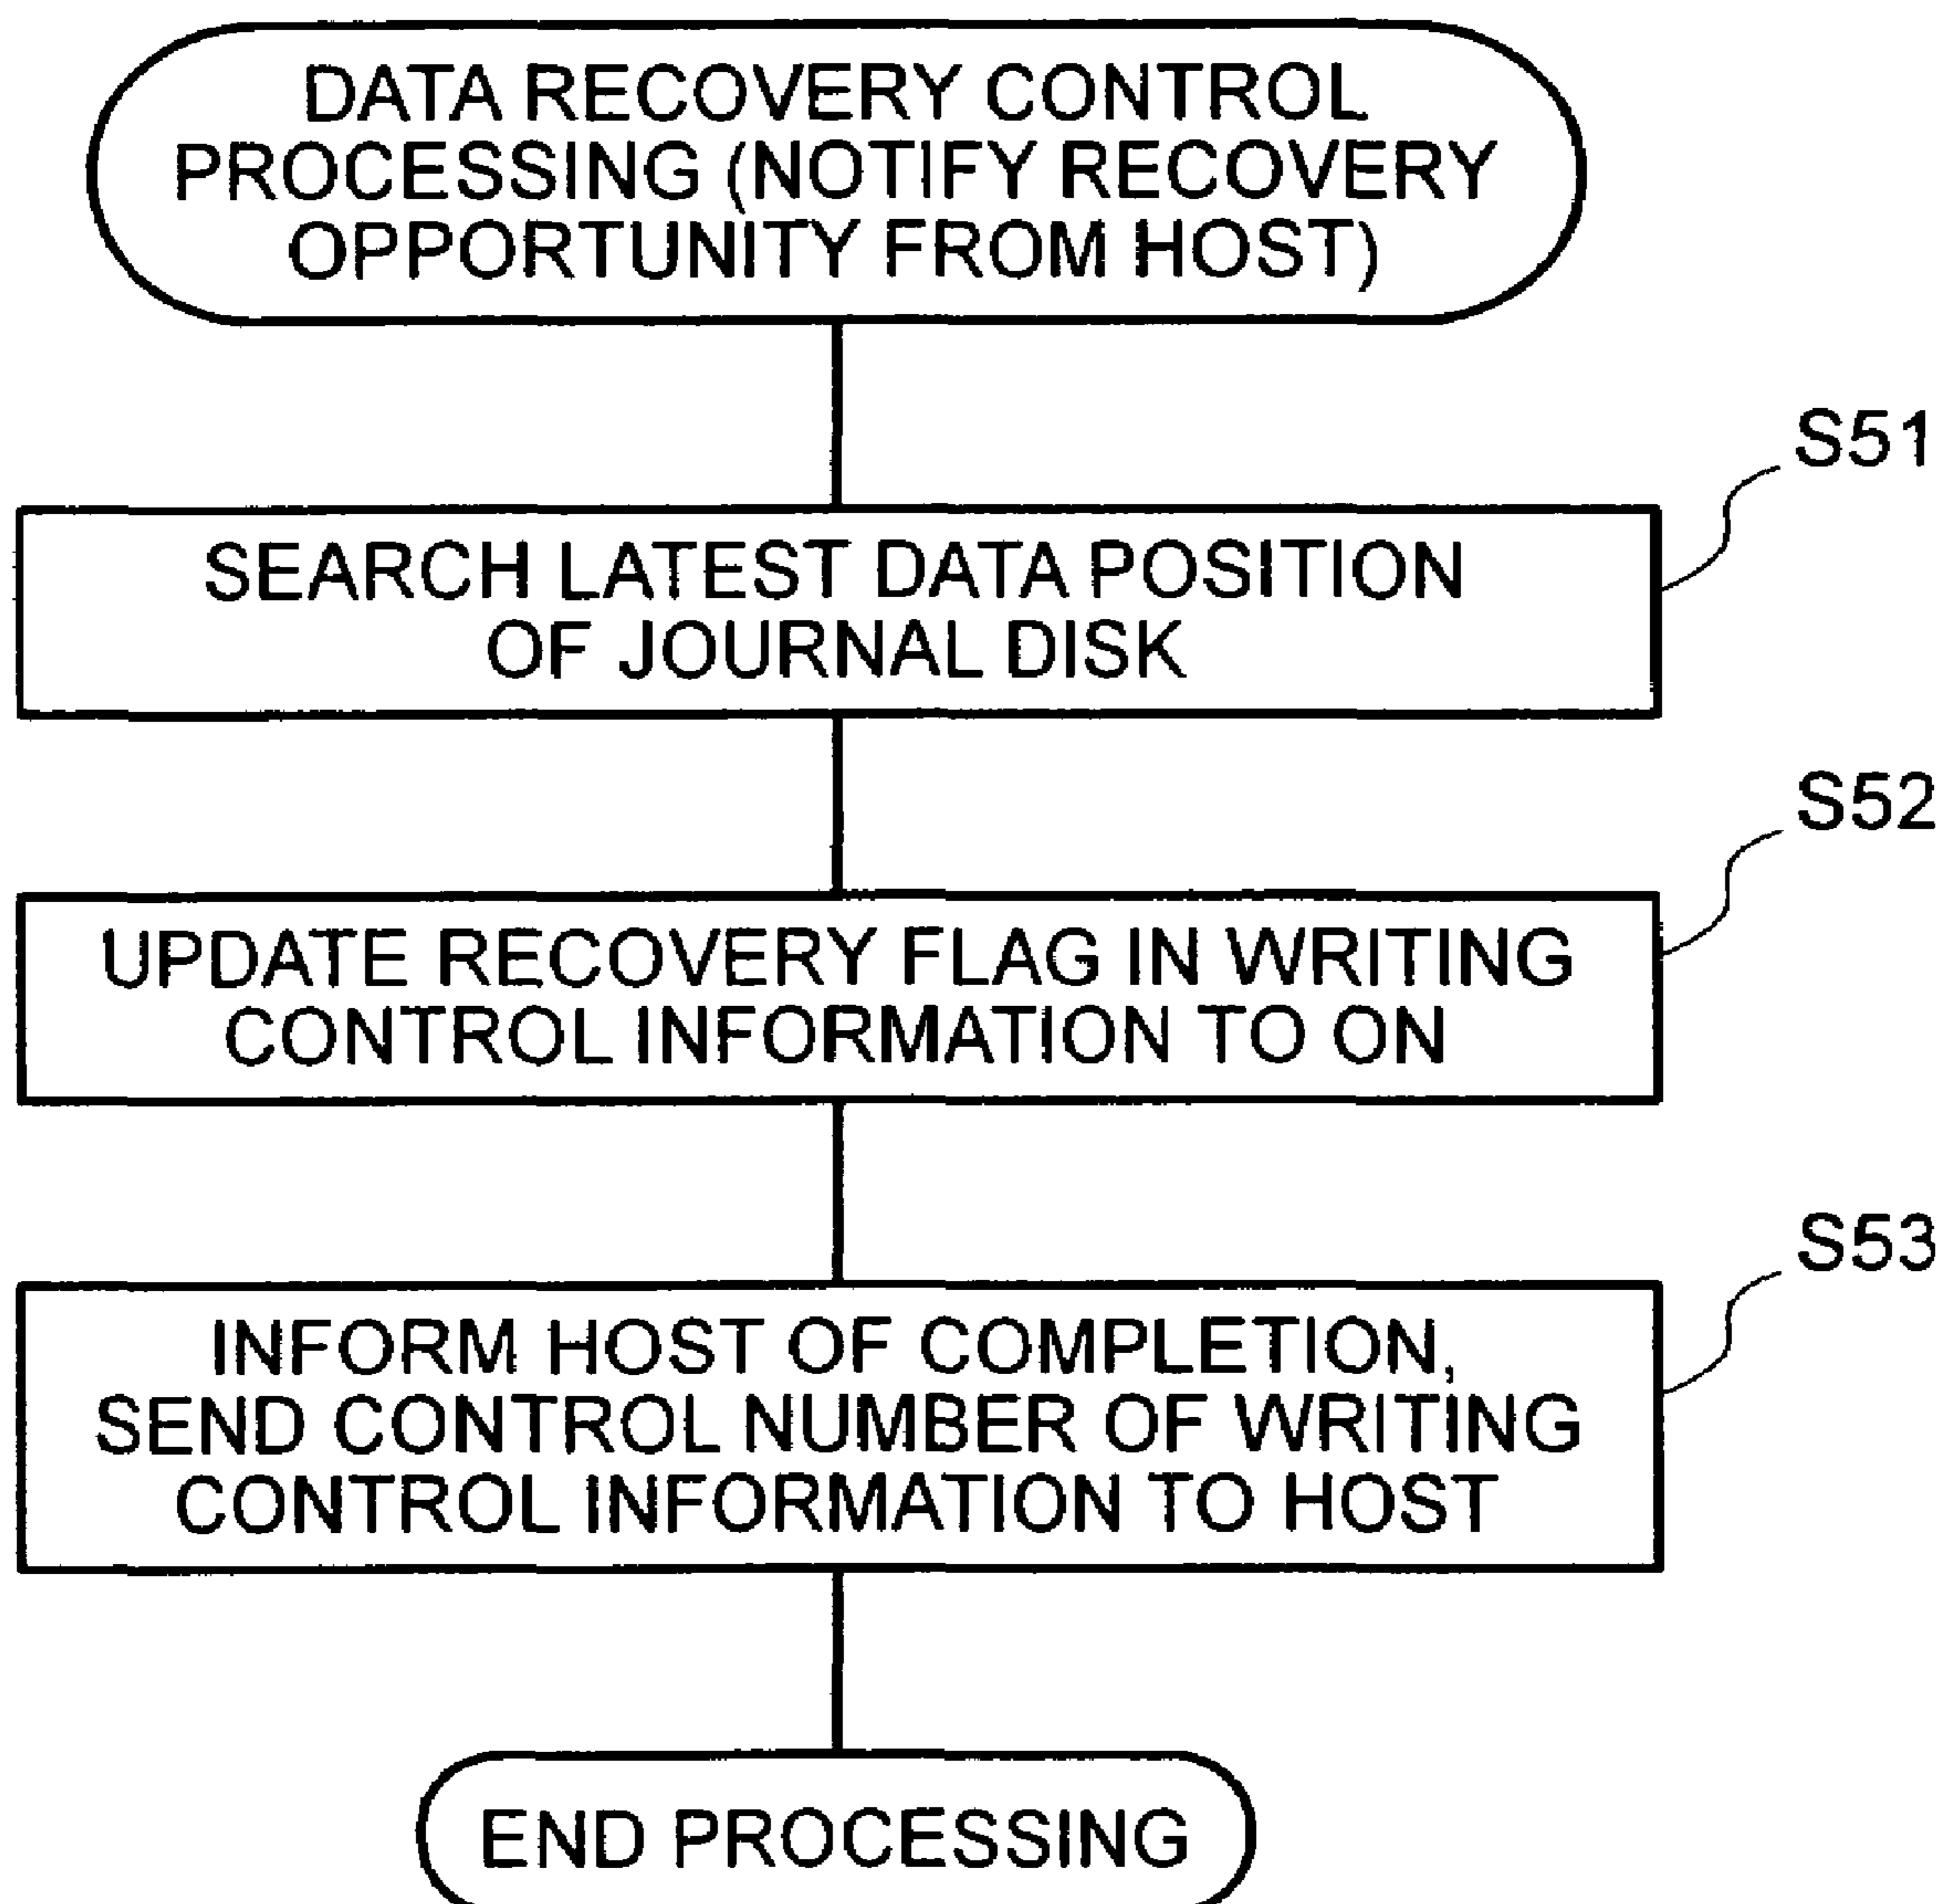 DATA RECOVERY CONTROL
PROCESSING (NOTIFY RECOVERY
OPPORTUNITY FROM HOST)
S51
SEARCH LATEST DATA POSITION
OF JOURNAL DISK
S52
UPDATE RECOVERY FLAG IN WRITING
CONTROL INFORMATION TO ON
S53
INFORM HOST OF COMPLETION,
SEND CONTROL NUMBER OF WRITING
CONTROL INFORMATION TO HOST
END PROCESSING